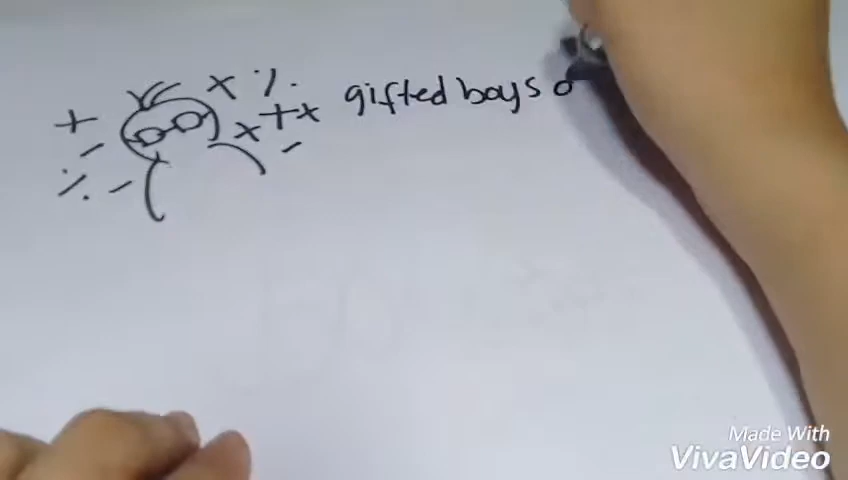 + x ٪ gifted boys o
x + x
- -
٪ -
Made With
VivaVideo